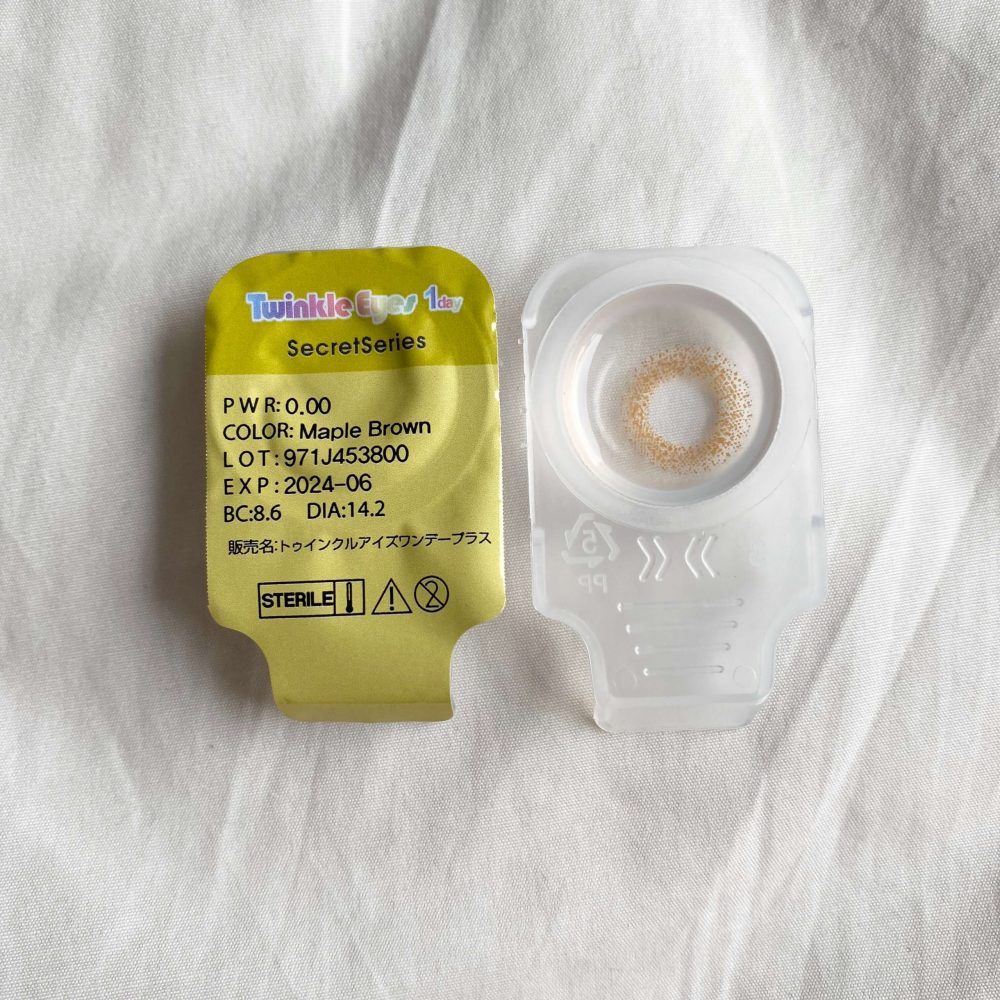 Twinkle Eyes 1day
SecretSeries
PWR: 0.00
COLOR: Maple Brown
LOT: 971J453800
EXP: 2024-06
BC:8.6 DIA:14.2
販売名:トゥインクルアイズワンデープラス
STERILE
2
5
PP